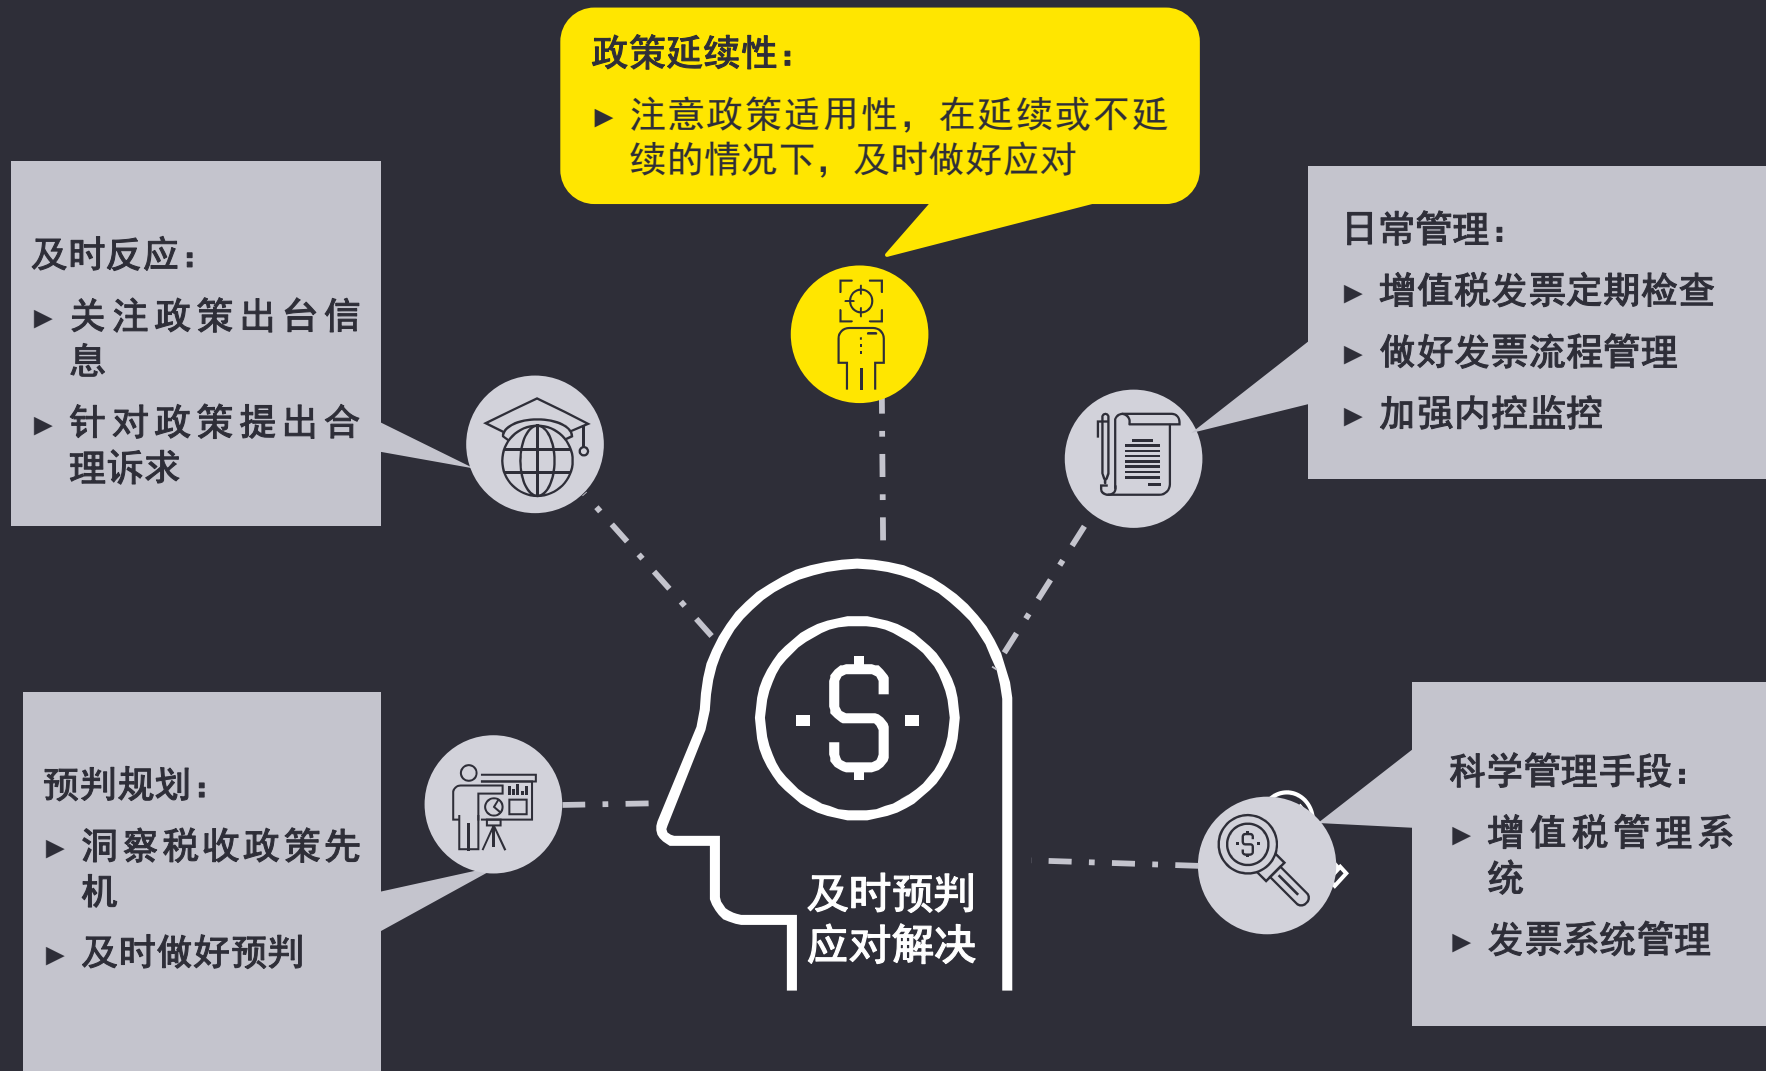 政策延续性：
► 注意政策适用性，在延续或不延
续的情况下，及时做好应对
及时反应：
► 关注政策出台信
息
► 针对政策提出合
理诉求
日常管理：
► 增值税发票定期检查
► 做好发票流程管理
► 加强内控监控
预判规划：
► 洞察税收政策先
机
► 及时做好预判
科学管理手段：
► 增值税管理系
统
► 发票系统管理
及时预判
应对解决